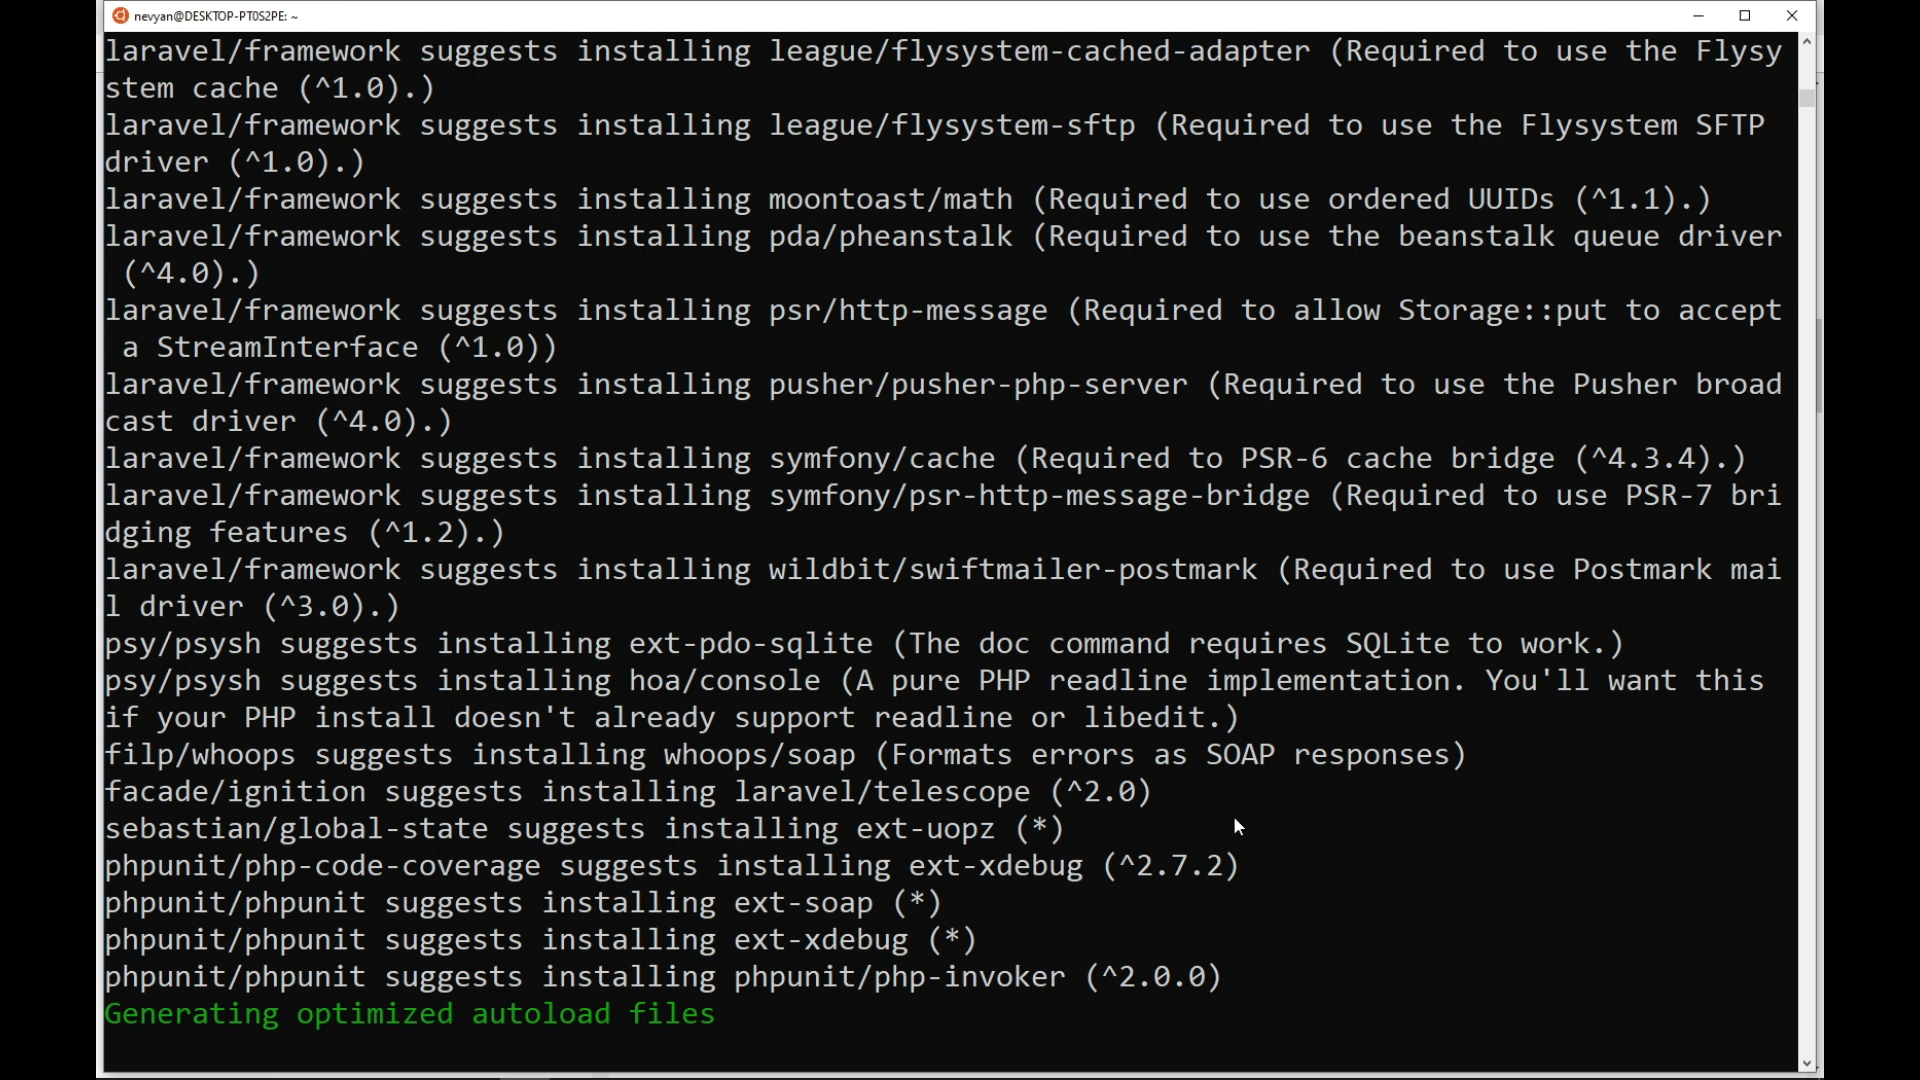 nevyan@DESKTOP-PT0S2PE: ~
laravel/framework suggests installing league/flysystem-cached-adapter (Required to use the Flysy
stem cache (^1.0).)
laravel/framework suggests installing league/flysystem-sftp (Required to use the Flysystem SFTP
driver (^1.0).)
laravel/framework suggests installing moontoast/math (Required to use ordered UUIDs (^1.1).)
laravel/framework suggests installing pda/pheanstalk (Required to use the beanstalk queue driver
 (^4.0).)
laravel/framework suggests installing psr/http-message (Required to allow Storage::put to accept
 a StreamInterface (^1.0))
laravel/framework suggests installing pusher/pusher-php-server (Required to use the Pusher broad
cast driver (^4.0).)
laravel/framework suggests installing symfony/cache (Required to PSR-6 cache bridge (^4.3.4).)
laravel/framework suggests installing symfony/psr-http-message-bridge (Required to use PSR-7 bri
dging features (^1.2).)
laravel/framework suggests installing wildbit/swiftmailer-postmark (Required to use Postmark mai
l driver (^3.0).)
psy/psysh suggests installing ext-pdo-sqlite (The doc command requires SQLite to work.)
psy/psysh suggests installing hoa/console (A pure PHP readline implementation. You'll want this
if your PHP install doesn't already support readline or libedit.)
filp/whoops suggests installing whoops/soap (Formats errors as SOAP responses)
facade/ignition suggests installing laravel/telescope (^2.0)
sebastian/global-state suggests installing ext-uopz (*)
phpunit/php-code-coverage suggests installing ext-xdebug (^2.7.2)
phpunit/phpunit suggests installing ext-soap (*)
phpunit/phpunit suggests installing ext-xdebug (*)
phpunit/phpunit suggests installing phpunit/php-invoker (^2.0.0)
Generating optimized autoload files